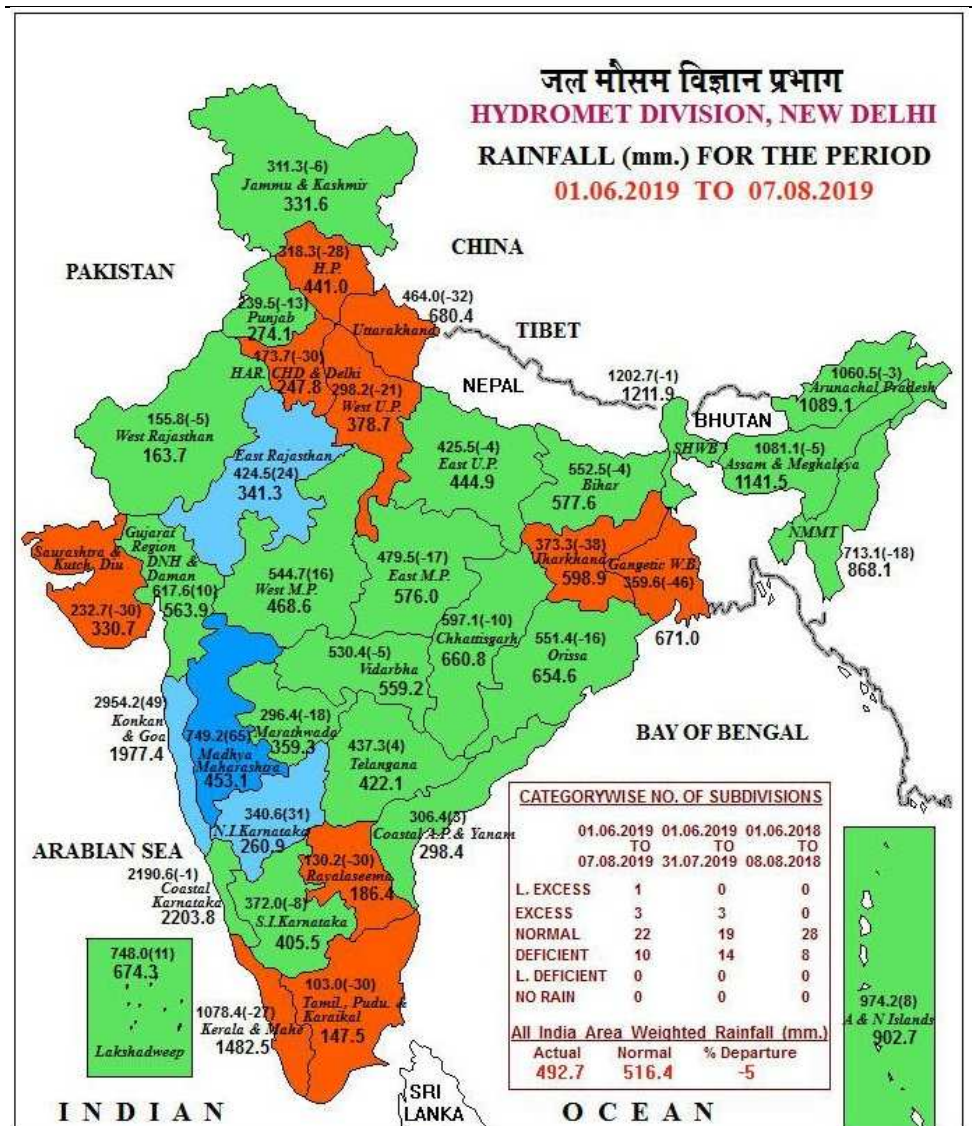 जल मौसम विज्ञान प्रभाग
HYDROMET DIVISION, NEW DELHI
RAINFALL (mm.) FOR THE PERIOD
01.06.2019 TO 07.08.2019
311.3(-6)
Jammu & Kashmir
331.6
CHINA
PAKISTAN
318.3(-28)
H.P.
441.0
239.5(-13)
Punjab
274.1
464.0(-32)
680.4
Uttarakhand
TIBET
173.7(-30)
HAR. CHD & Delhi
247.8
298.2(-21)
West U.P.
378.7
NEPAL
1202.7(-1)
1211.9
BHUTAN
1060.5(-3)
Arunachal Pradesh
1089.1
155.8(-5)
West Rajasthan
163.7
East Rajasthan
424.5(24)
341.3
425.5(-4)
East U.P.
444.9
552.5(-4)
Bihar
577.6
SHWB
1081.1(-5)
Assam & Meghalaya
1141.5
NMMT
713.1(-18)
868.1
Saurashtra &
Kutch, Diu
232.7(-30)
330.7
Gujarat
Region
DNH &
Daman
617.6(10)
563.9
544.7(16)
West M.P.
468.6
479.5(-17)
East M.P.
576.0
373.3(-38)
Jharkhand
598.9
Gangetic W.B.
359.6(-46)
671.0
597.1(-10)
Chhattisgarh
660.8
551.4(-16)
Orissa
654.6
530.4(-5)
Vidarbha
559.2
2954.2(49)
Konkan
& Goa
1977.4
749.2(65)
Madhya
Maharashtra
453.1
296.4(-18)
Marathwada
359.3
437.3(4)
Telangana
422.1
BAY OF BENGAL
340.6(31)
N.I.Karnataka
260.9
306.4(3)
Coastal A.P. & Yanam
298.4
ARABIAN SEA
2190.6(-1)
Coastal
Karnataka
2203.8
130.2(-30)
Rayalaseema
186.4
372.0(-8)
S.I.Karnataka
405.5
748.0(11)
674.3
Lakshadweep
1078.4(-27)
Kerala & Mahe
1482.5
103.0(-30)
Tamil., Pudu. &
Karaikal
147.5
CATEGORYWISE NO. OF SUBDIVISIONS
01.06.2019 01.06.2019 01.06.2018
TO TO TO
07.08.2019 31.07.2019 08.08.2018
L. EXCESS 1 0 0
EXCESS 3 3 0
NORMAL 22 19 28
DEFICIENT 10 14 8
L. DEFICIENT 0 0 0
NO RAIN 0 0 0
All India Area Weighted Rainfall (mm.)
Actual Normal % Departure
492.7 516.4 -5
974.2(8)
A & N Islands
902.7
SRI
LANKA
INDIAN OCEAN